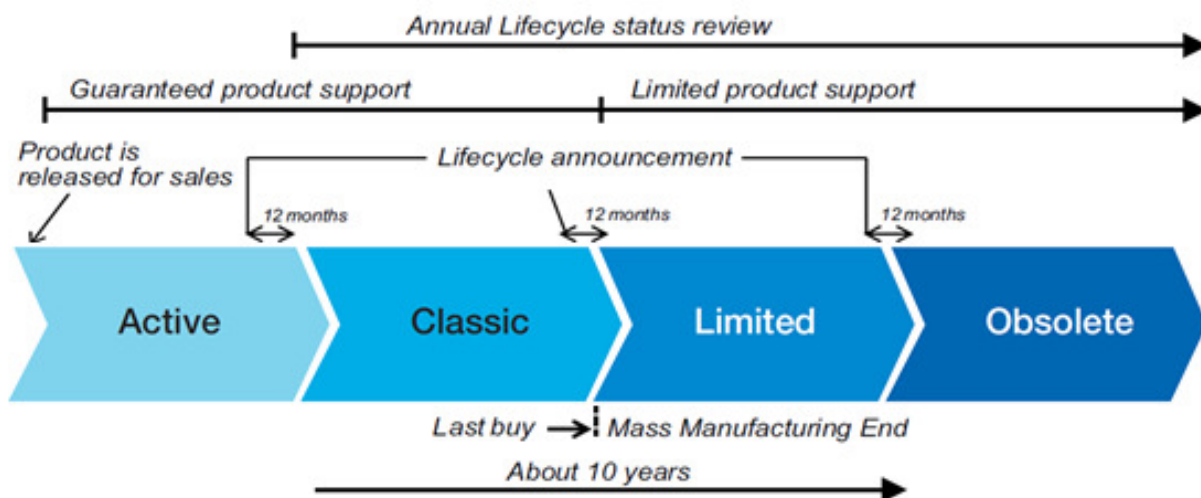 Annual Lifecycle status review
Guaranteed product support
Limited product support
Product is
released for sales
Lifecycle announcement
12 months
12 months
12 months
Active
Classic
Limited
Obsolete
Last buy
Mass Manufacturing End
About 10 years